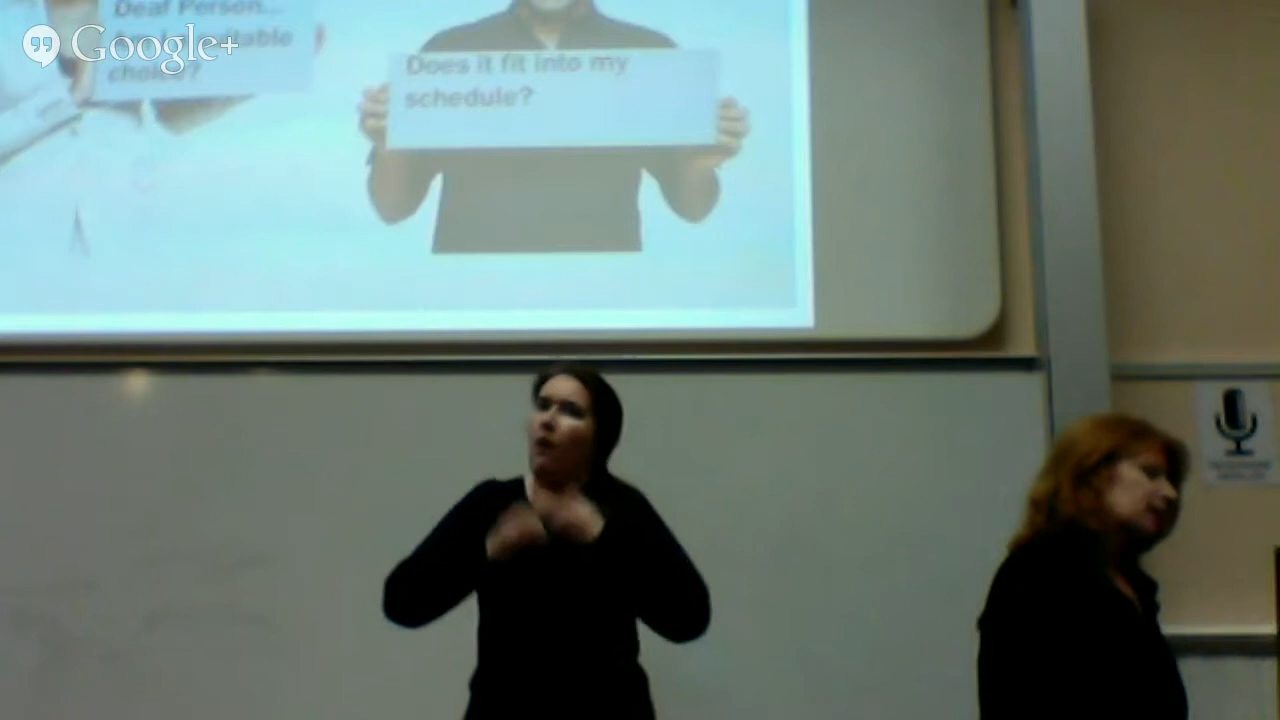 Deaf Person...
choice?
Google+
Does it fit into my
schedule?